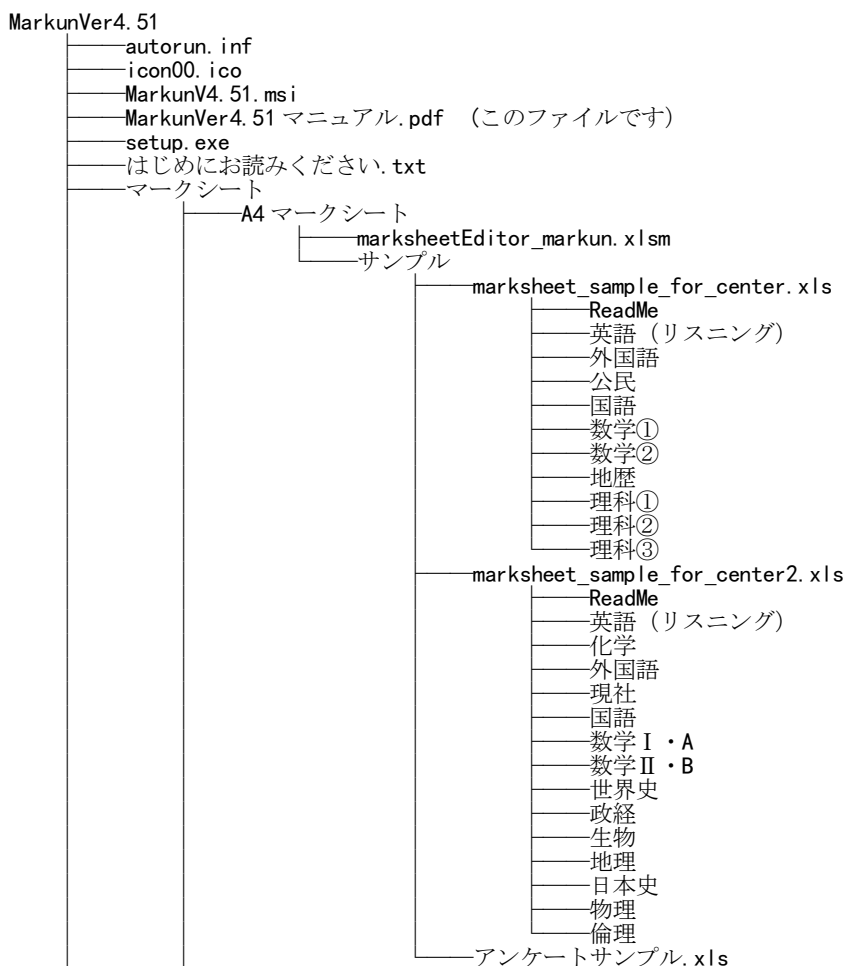 MarkunVer4.51
autorun.inf
icon00.ico
MarkunV4.51.msi
MarkunVer4.51マニュアル.pdf （このファイルです）
setup.exe
はじめにお読みください.txt
マークシート
A4マークシート
marksheetEditor_markun.xlsm
サンプル
marksheet_sample_for_center.xls
ReadMe
英語（リスニング）
外国語
公民
国語
数学①
数学②
地歴
理科①
理科②
理科③
marksheet_sample_for_center2.xls
ReadMe
英語（リスニング）
化学
外国語
現社
国語
数学Ⅰ・A
数学Ⅱ・B
世界史
政経
生物
地理
日本史
物理
倫理
アンケートサンプル.xls